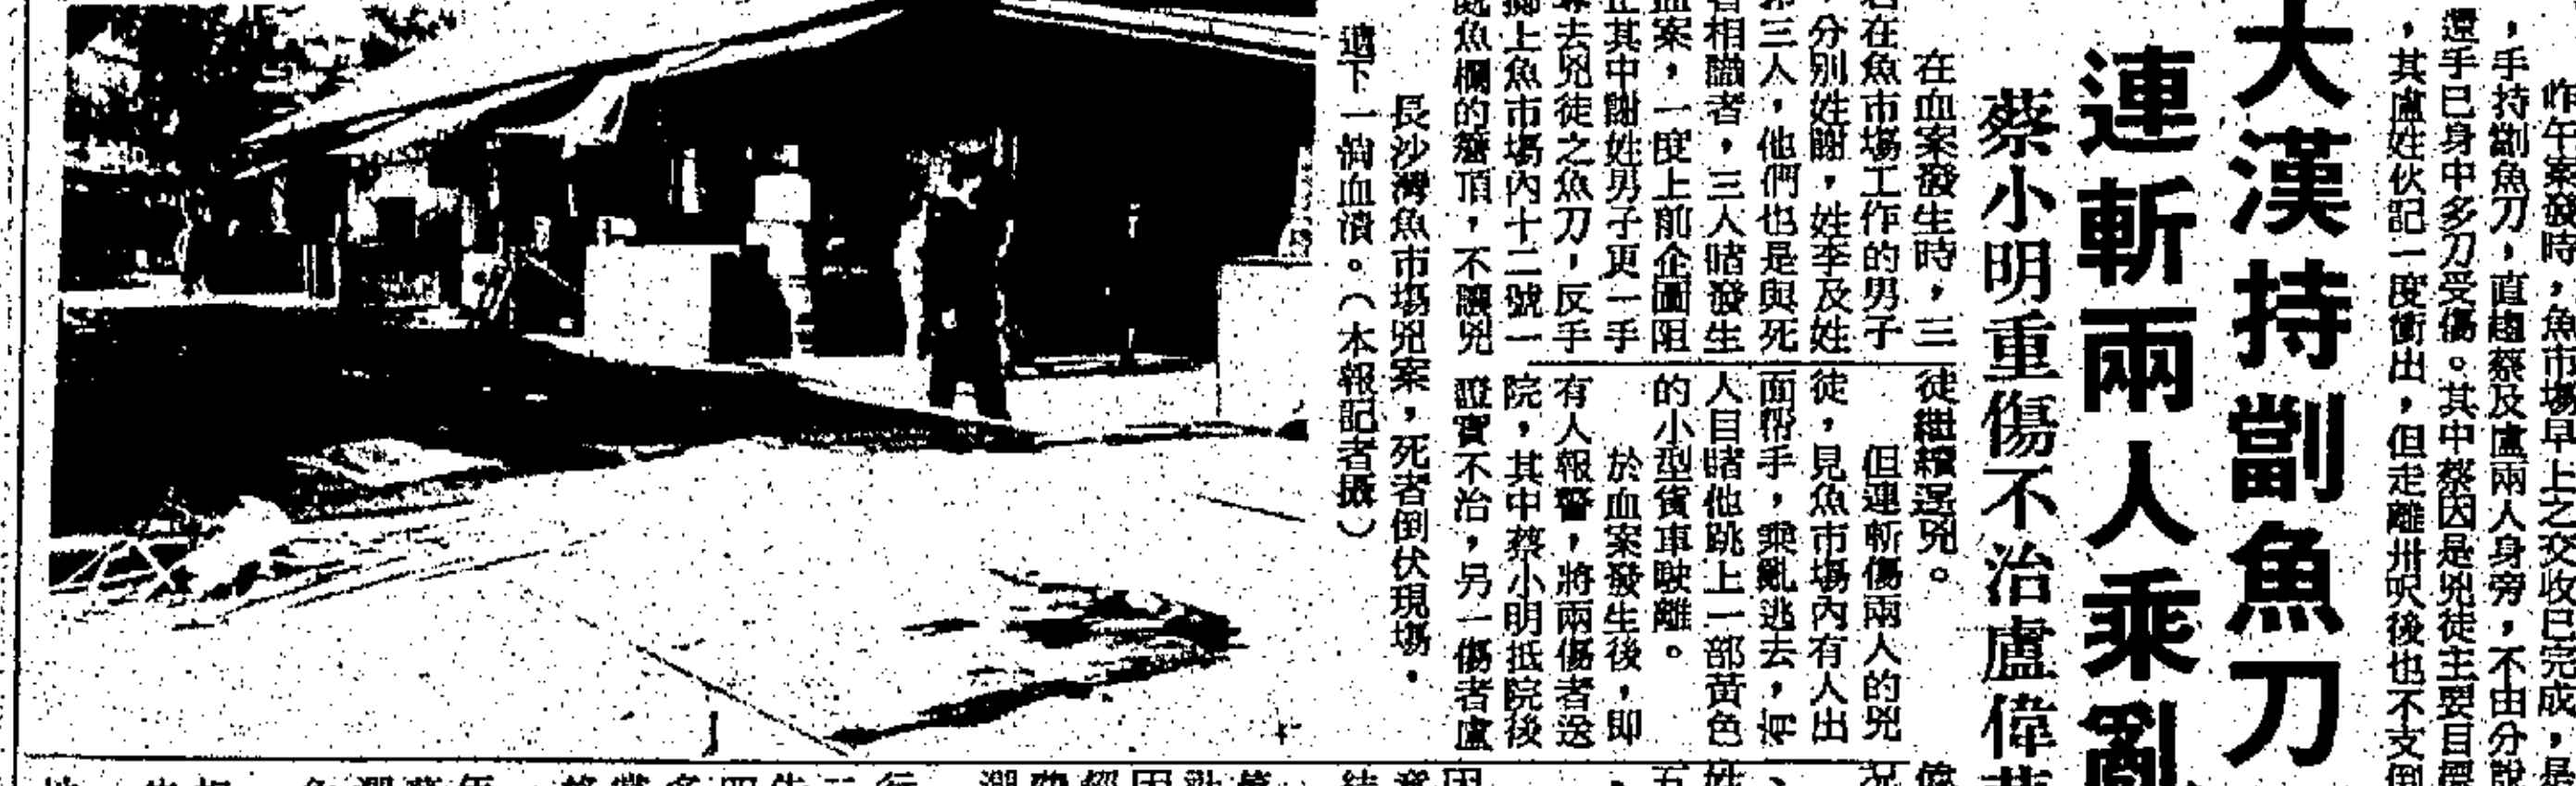 昨午案發時，魚市場早上之交收已完成，是
，手持劏魚刀，直趨蔡及盧兩人身旁，不由分說
還手已身中多刀受傷。其中蔡因是兇徒主要目標
，其盧姓伙記一度衝出，但走離卅呎後也不支倒
大漢持劏魚刀
連斬兩人乘亂
蔡小明重傷不治盧偉
在血案發生時，三
名在魚市場工作的男子
，分別姓謝，姓李及姓
第三人，他們也是與死
者相識者，三人睹發生
血案，一度上前企圖阻
止其中謝姓男子更一手
奪去兇徒之魚刀，反手
擲上魚市場內十二號一
魚欄的簷頂，不讓兇
徒繼續逞兇。
但連斬傷兩人的兇
徒，見魚市場內有人出
面幫手，乘亂逃去，有
人目睹他跳上一部黃色
的小型貨車駛離。
於血案發生後，即
有人報警，將兩傷者送
院，其中蔡小明抵院後
證實不治，另一傷者盧
長沙灣魚市場兇案，死者倒伏現場，
遺下一淌血漬。（本報記者攝）